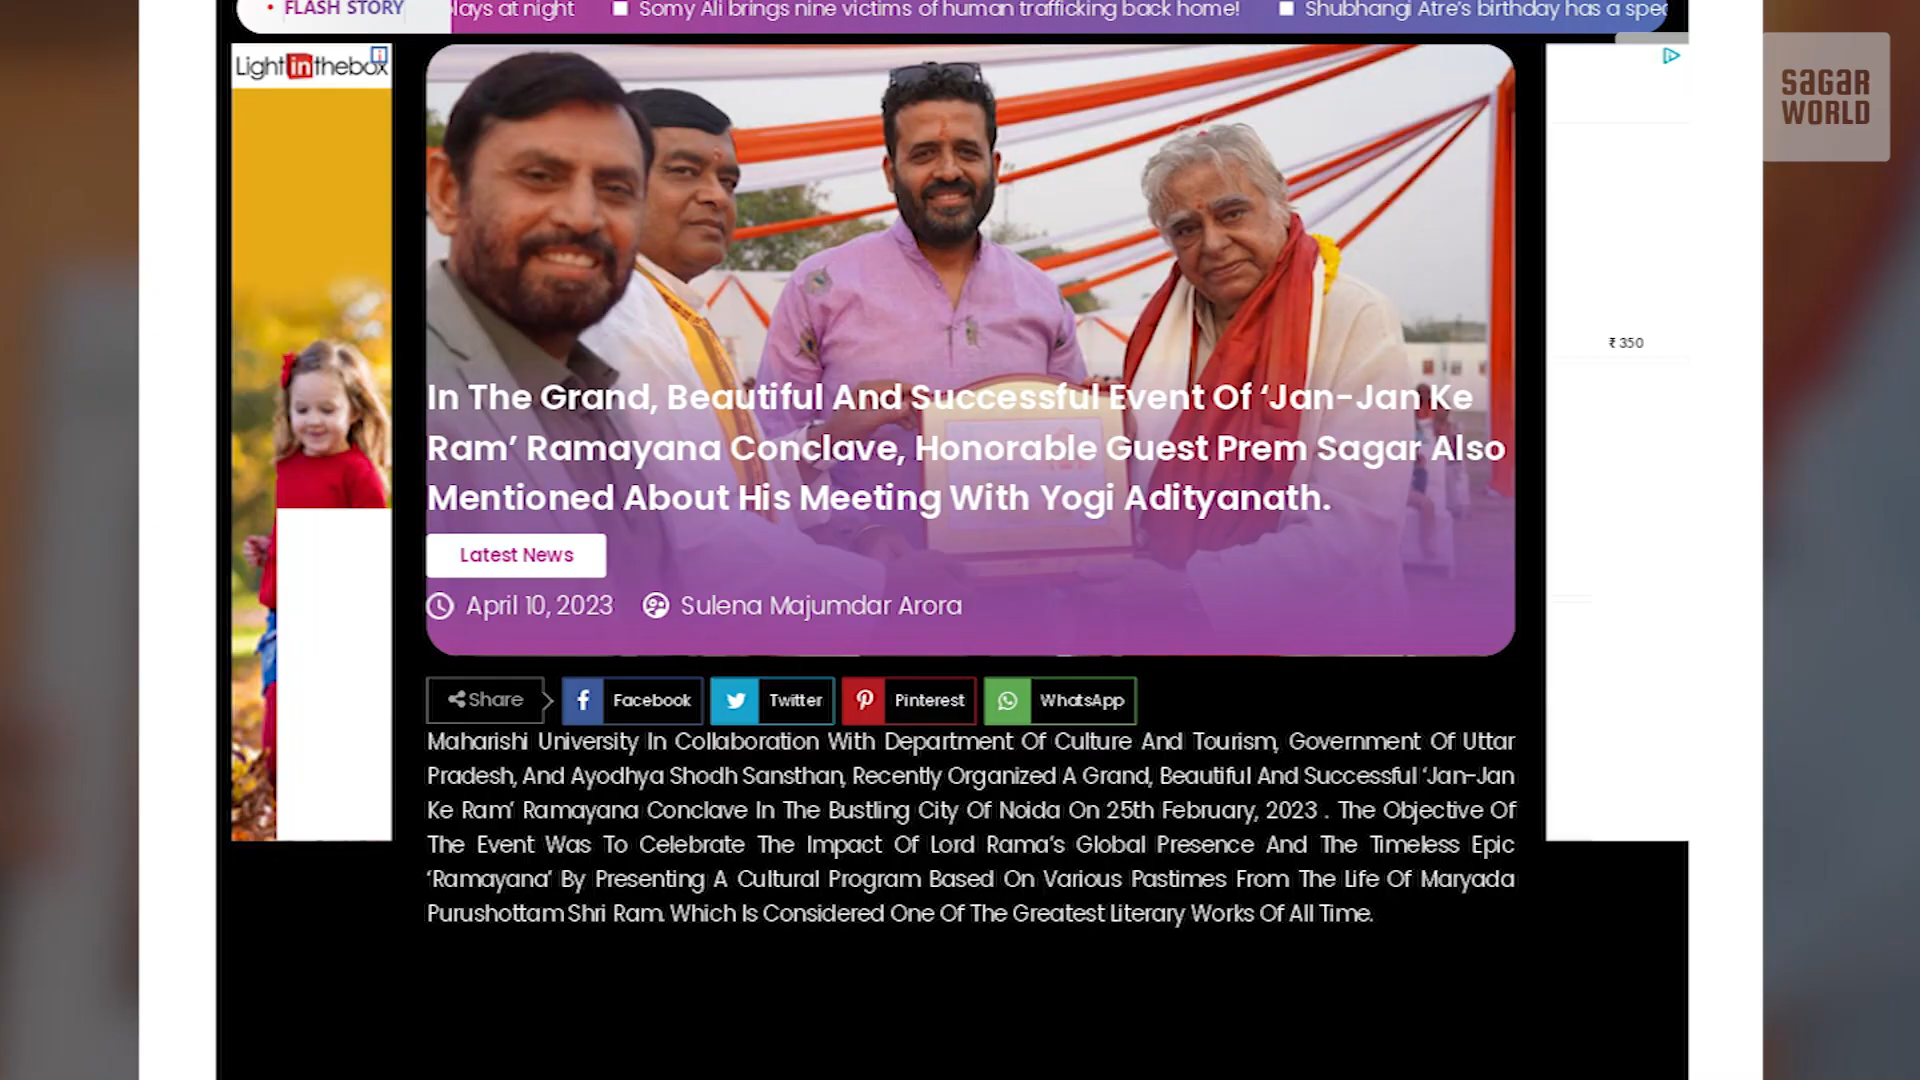 FLASH STORY
lays at night
Somy Ali brings nine victims of human trafficking back home!
Shubhangi Atre's birthday has a spec
Lightinthebox
SAGAR
WORLD
₹ 350
In The Grand, Beautiful And Successful Event Of ‘Jan-Jan Ke
Ram’ Ramayana Conclave, Honorable Guest Prem Sagar Also
Mentioned About His Meeting With Yogi Adityanath.
Latest News
April 10, 2023 Sulena Majumdar Arora
Share Facebook Twitter Pinterest WhatsApp
Maharishi University In Collaboration With Department Of Culture And Tourism, Government Of Uttar
Pradesh, And Ayodhya Shodh Sansthan, Recently Organized A Grand, Beautiful And Successful ‘Jan-Jan
Ke Ram’ Ramayana Conclave In The Bustling City Of Noida On 25th February, 2023 . The Objective Of
The Event Was To Celebrate The Impact Of Lord Rama’s Global Presence And The Timeless Epic
‘Ramayana’ By Presenting A Cultural Program Based On Various Pastimes From The Life Of Maryada
Purushottam Shri Ram. Which Is Considered One Of The Greatest Literary Works Of All Time.